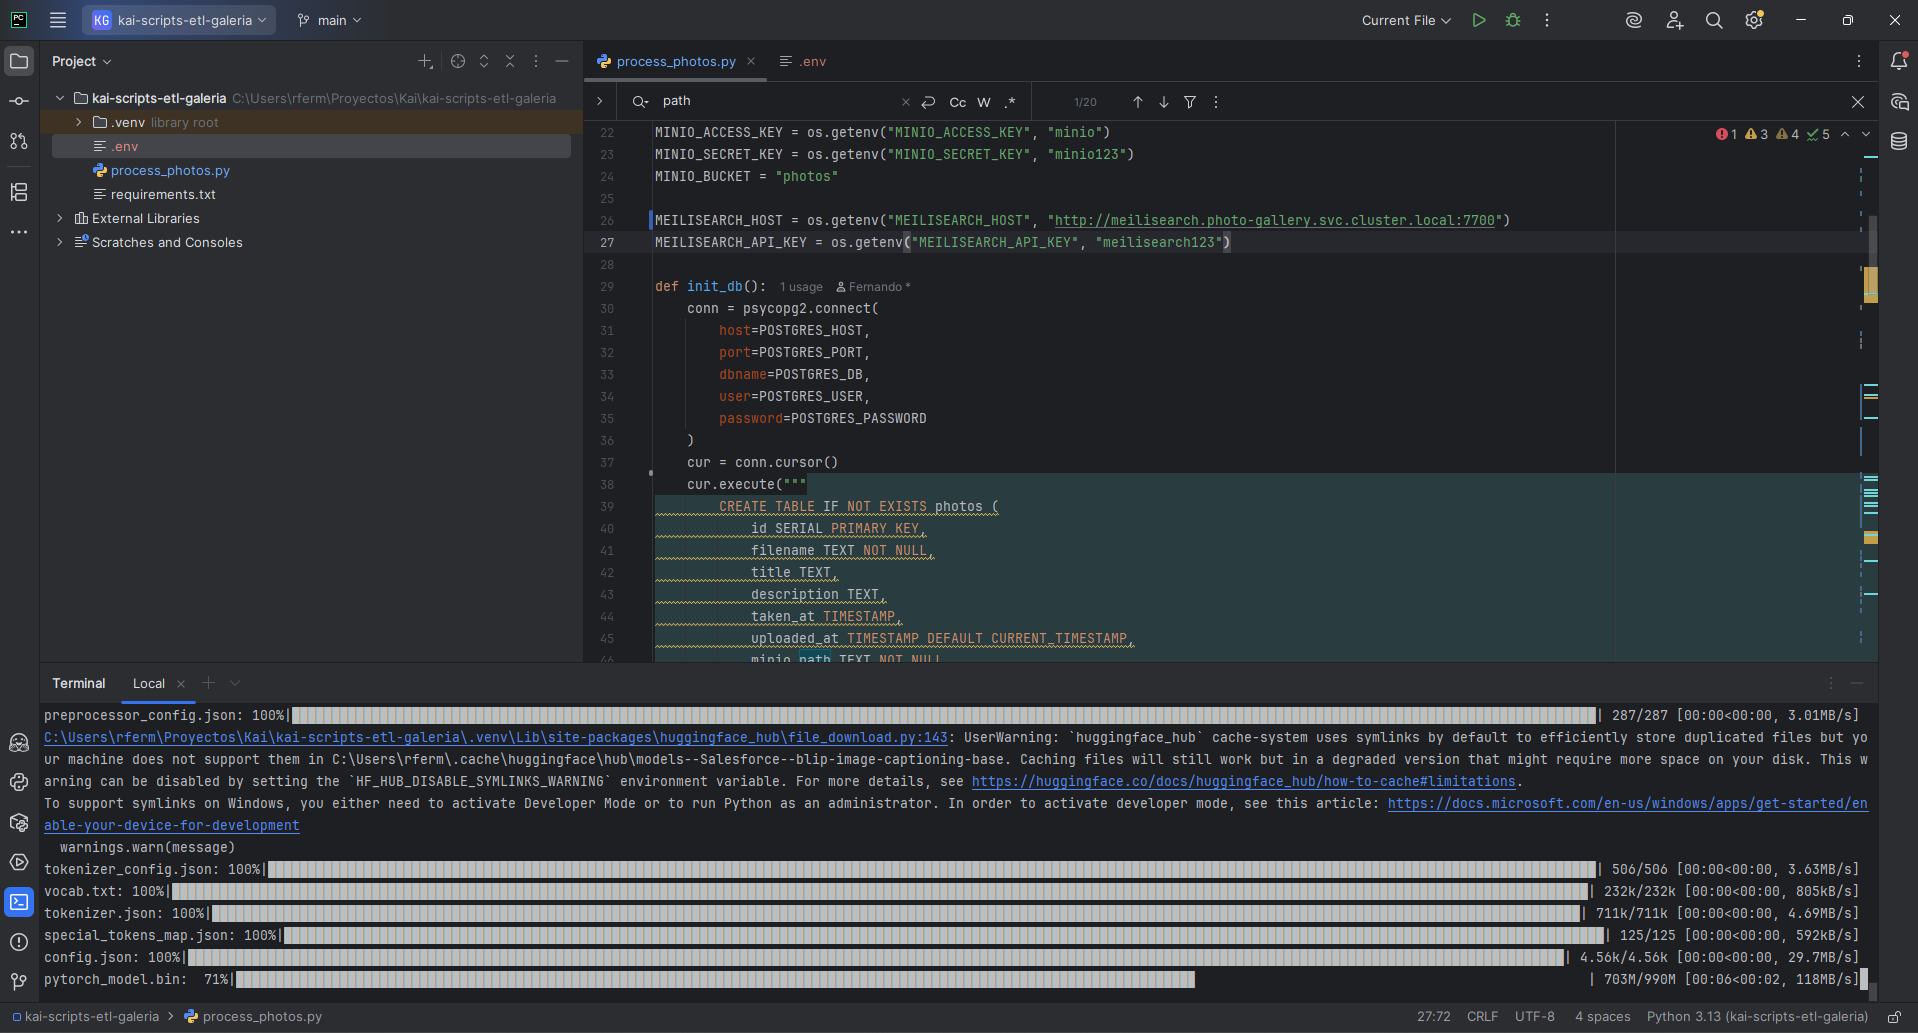 PC
KG kai-scripts-etl-galeria
main
Current File
Project
kai-scripts-etl-galeria C:\Users\rferm\Proyectos\Kai\kai-scripts-etl-galeria
.venv library root
.env
process_photos.py
requirements.txt
External Libraries
Scratches and Consoles
process_photos.py
.env
path
Cc W .*
1/20
1 3 4 5
22 MINIO_ACCESS_KEY = os.getenv("MINIO_ACCESS_KEY", "minio")
23 MINIO_SECRET_KEY = os.getenv("MINIO_SECRET_KEY", "minio123")
24 MINIO_BUCKET = "photos"
25
26 MEILISEARCH_HOST = os.getenv("MEILISEARCH_HOST", "http://meilisearch.photo-gallery.svc.cluster.local:7700")
27 MEILISEARCH_API_KEY = os.getenv("MEILISEARCH_API_KEY", "meilisearch123")
28
29 def init_db(): 1 usage Fernando *
30 conn = psycopg2.connect(
31 host=POSTGRES_HOST,
32 port=POSTGRES_PORT,
33 dbname=POSTGRES_DB,
34 user=POSTGRES_USER,
35 password=POSTGRES_PASSWORD
36 )
37 cur = conn.cursor()
38 cur.execute("""
39 CREATE TABLE IF NOT EXISTS photos (
40 id SERIAL PRIMARY KEY,
41 filename TEXT NOT NULL,
42 title TEXT,
43 description TEXT,
44 taken_at TIMESTAMP,
45 uploaded_at TIMESTAMP DEFAULT CURRENT_TIMESTAMP,
46 minio_path TEXT NOT NULL
Terminal Local
preprocessor_config.json: 100%| | 287/287 [00:00<00:00, 3.01MB/s]
C:\Users\rferm\Proyectos\Kai\kai-scripts-etl-galeria\.venv\Lib\site-packages\huggingface_hub\file_download.py:143: UserWarning: `huggingface_hub` cache-system uses symlinks by default to efficiently store duplicated files but yo
ur machine does not support them in C:\Users\rferm\.cache\huggingface\hub\models--Salesforce--blip-image-captioning-base. Caching files will still work but in a degraded version that might require more space on your disk. This w
arning can be disabled by setting the `HF_HUB_DISABLE_SYMLINKS_WARNING` environment variable. For more details, see https://huggingface.co/docs/huggingface_hub/how-to-cache#limitations.
To support symlinks on Windows, you either need to activate Developer Mode or to run Python as an administrator. In order to activate developer mode, see this article: https://docs.microsoft.com/en-us/windows/apps/get-started/en
able-your-device-for-development
warnings.warn(message)
tokenizer_config.json: 100%| | 506/506 [00:00<00:00, 3.63MB/s]
vocab.txt: 100%| | 232k/232k [00:00<00:00, 805kB/s]
tokenizer.json: 100%| | 711k/711k [00:00<00:00, 4.69MB/s]
special_tokens_map.json: 100%| | 125/125 [00:00<00:00, 592kB/s]
config.json: 100%| | 4.56k/4.56k [00:00<00:00, 29.7MB/s]
pytorch_model.bin: 71%| | 703M/990M [00:06<00:02, 118MB/s]
kai-scripts-etl-galeria > process_photos.py
27:72 CRLF UTF-8 4 spaces Python 3.13 (kai-scripts-etl-galeria)